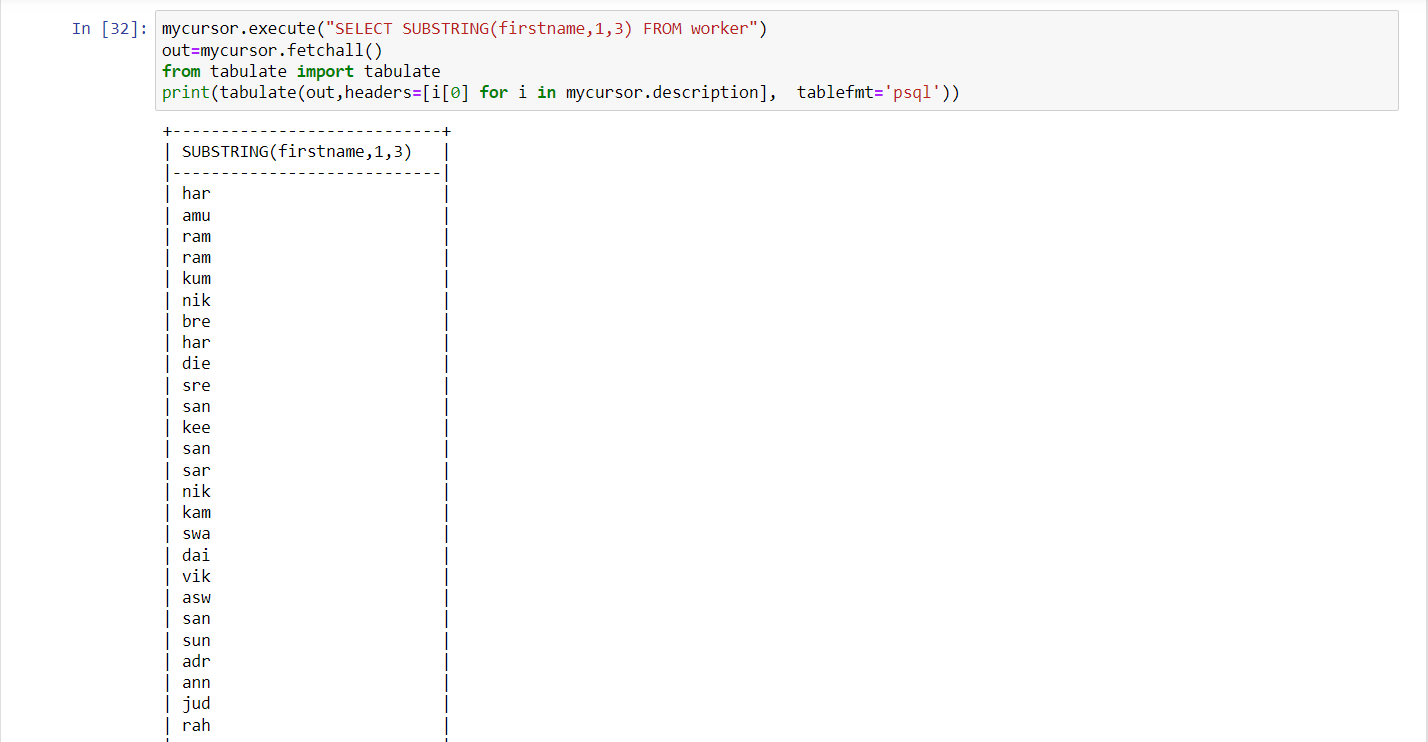 In [32]: mycursor.execute("SELECT SUBSTRING(firstname,1,3) FROM worker")
out=mycursor.fetchall()
from tabulate import tabulate
print(tabulate(out,headers=[i[0] for i in mycursor.description],  tablefmt='psql'))
+----------------------------+
| SUBSTRING(firstname,1,3)   |
|----------------------------|
| har                        |
| amu                        |
| ram                        |
| ram                        |
| kum                        |
| nik                        |
| bre                        |
| har                        |
| die                        |
| sre                        |
| san                        |
| kee                        |
| san                        |
| sar                        |
| nik                        |
| kam                        |
| swa                        |
| dai                        |
| vik                        |
| asw                        |
| san                        |
| sun                        |
| adr                        |
| ann                        |
| jud                        |
| rah                        |